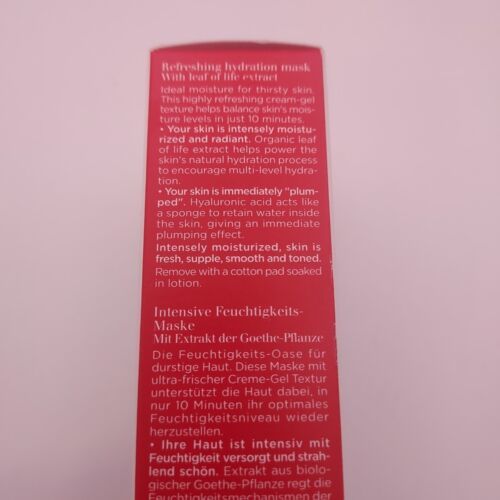 Refreshing hydration mask
With leaf of life extract
Ideal moisture for thirsty skin.
This highly refreshing cream-gel
texture helps balance skin's mois-
ture levels in just 10 minutes.
• Your skin is intensely moistu-
rized and radiant. Organic leaf
of life extract helps power the
skin's natural hydration process
to encourage multi-level hydra-
tion.
• Your skin is immediately "plum-
ped". Hyaluronic acid acts like
a sponge to retain water inside
the skin, giving an immediate
plumping effect.
Intensely moisturized, skin is
fresh, supple, smooth and toned.
Remove with a cotton pad soaked
in lotion.
Intensive Feuchtigkeits-
Maske
Mit Extrakt der Goethe-Pflanze
Die Feuchtigkeits-Oase für
durstige Haut. Diese Maske mit
ultra-frischer Creme-Gel Textur
unterstützt die Haut dabei, in
nur 10 Minuten ihr optimales
Feuchtigkeitsniveau wieder
herzustellen.
• Ihre Haut ist intensiv mit
Feuchtigkeit versorgt und strah-
lend schön. Extrakt aus biolo-
gischer Goethe-Pflanze regt die
Feuchtigkeitsmechanismen der